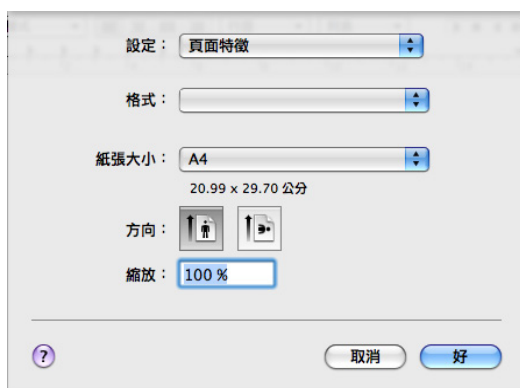 設定： 頁面特徵
格式：
紙張大小： A4
20.99 x 29.70 公分
方向：
縮放： 100 %
?
取消 好